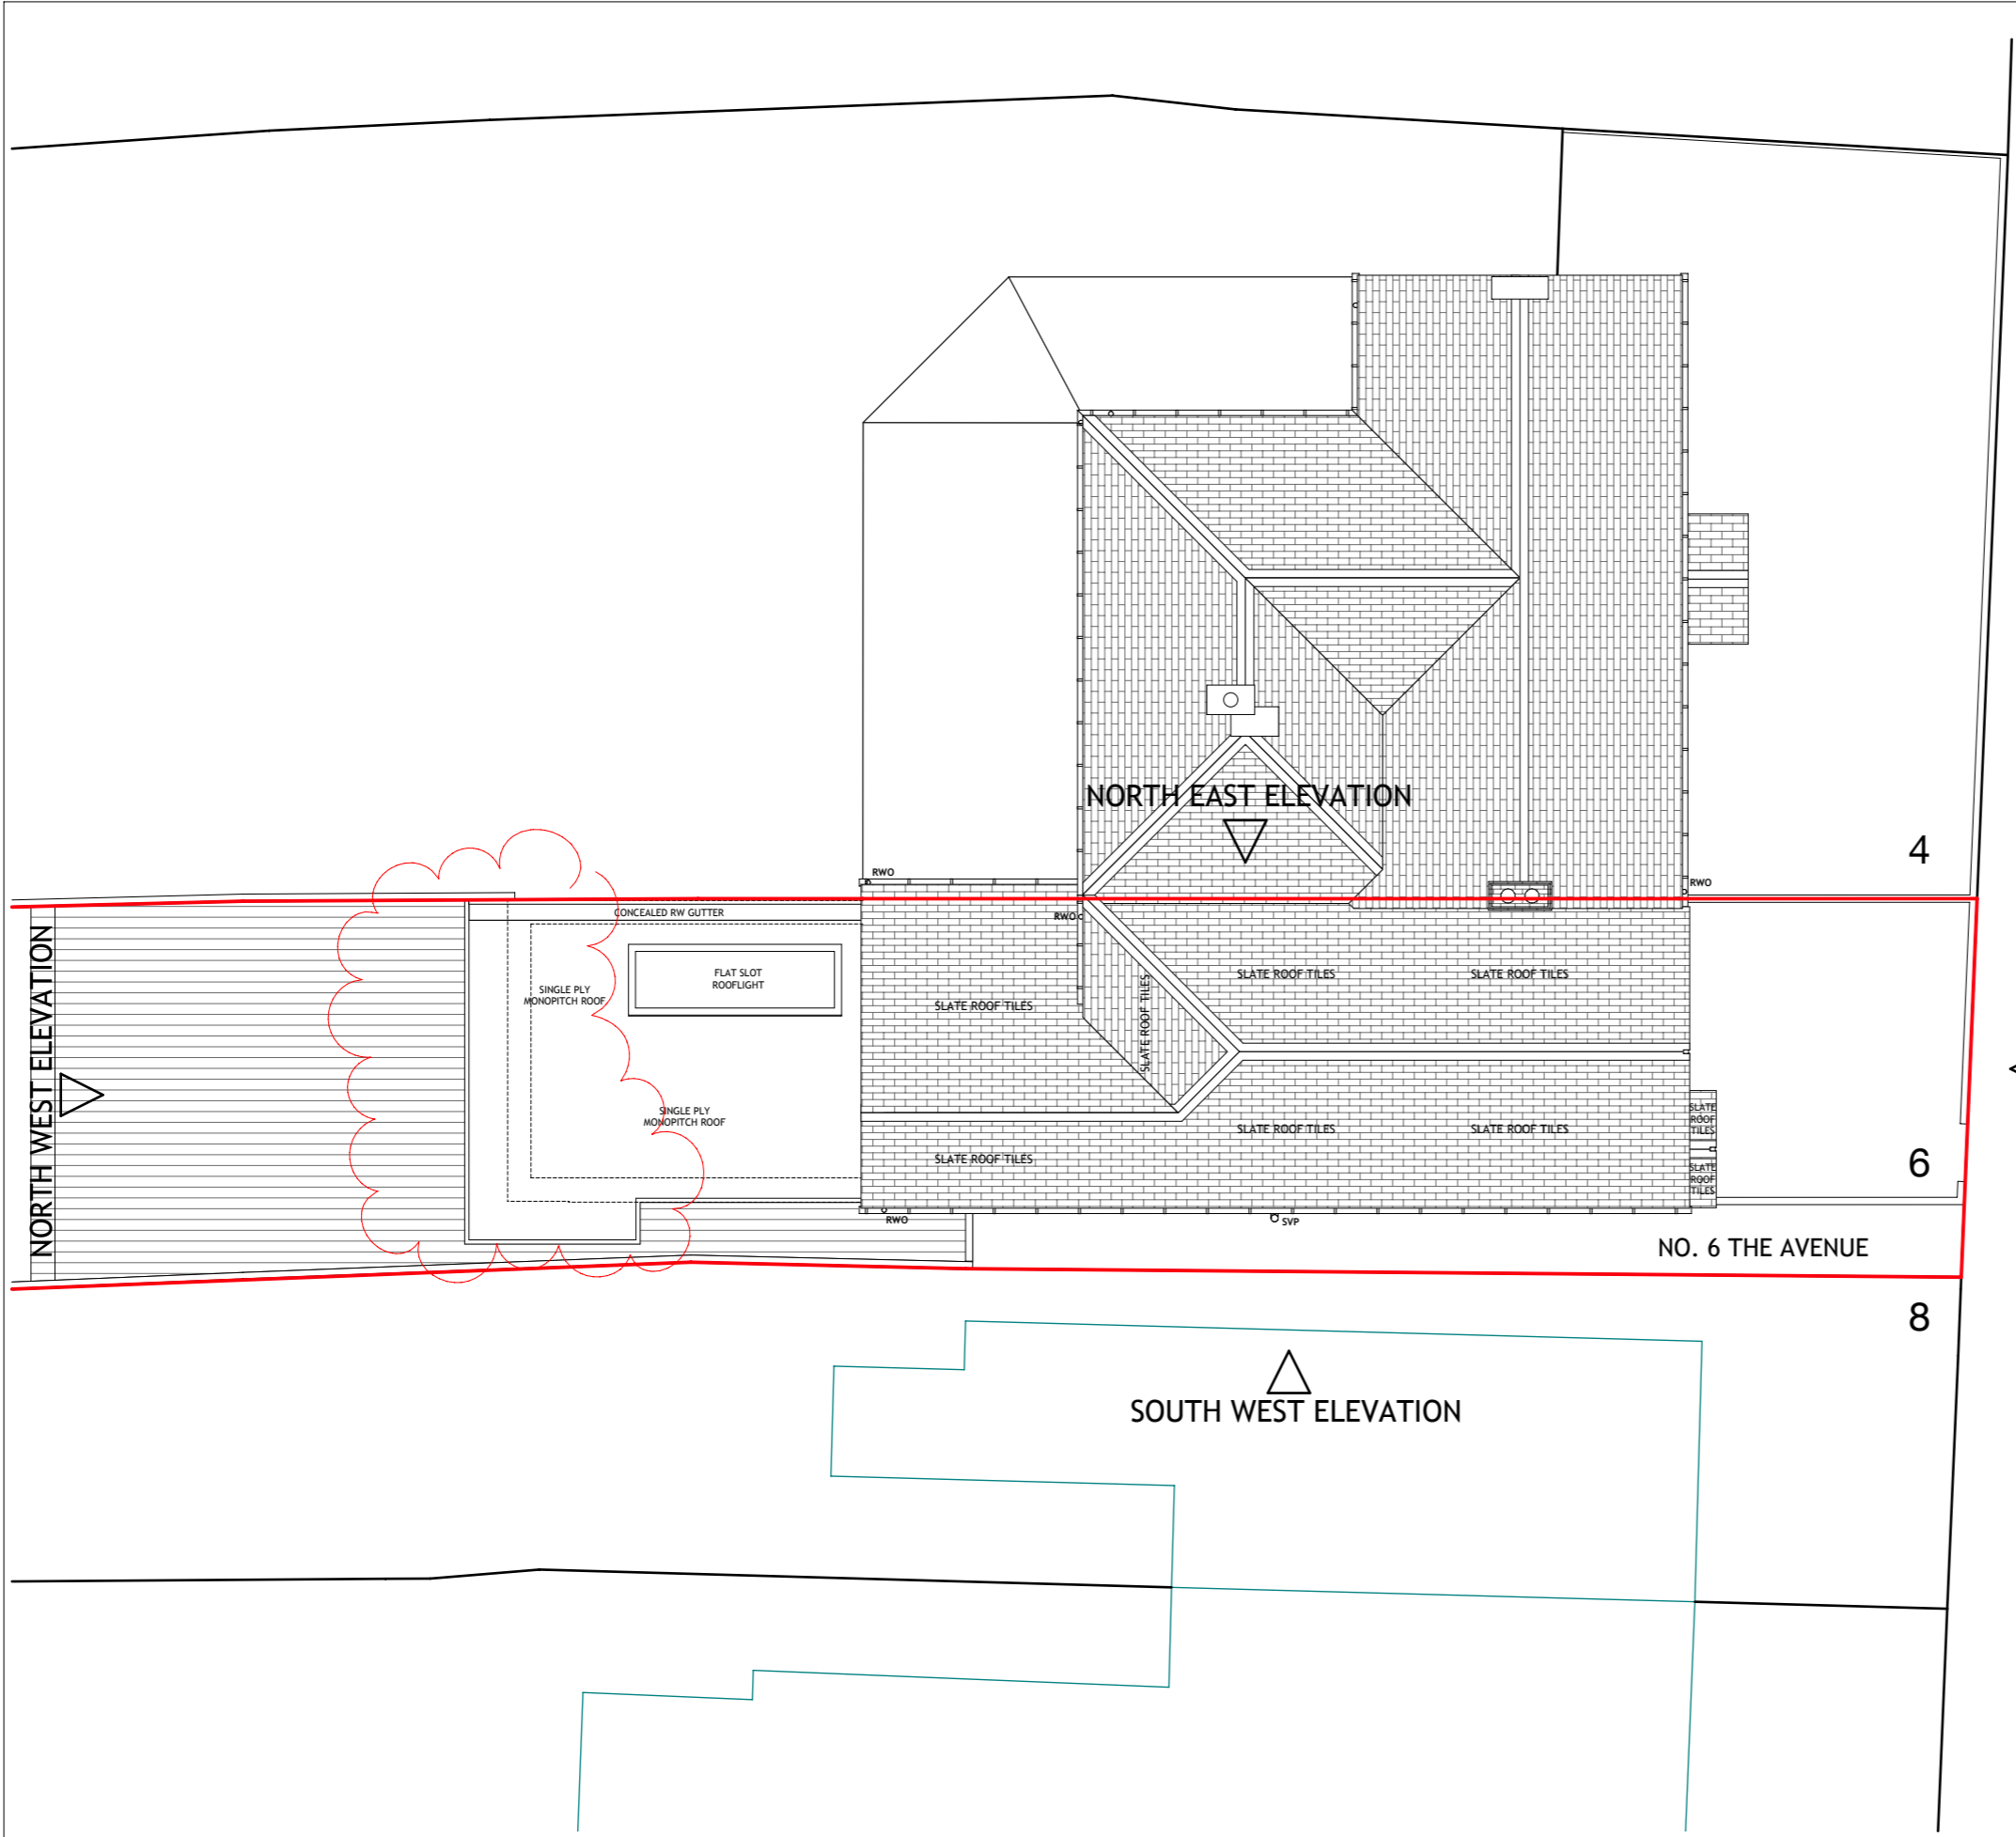 NORTH EAST ELEVATION
4
RWO
RWO
CONCEALED RW GUTTER
RWO
NORTH WEST ELEVATION
FLAT SLOT
ROOFLIGHT
SINGLE PLY
MONOPITCH ROOF
SLATE ROOF TILES
SLATE ROOF TILES
SLATE ROOF TILES
SLATE ROOF TILES
SINGLE PLY
MONOPITCH ROOF
SLATE ROOF TILES
SLATE ROOF TILES
SLATE
ROOF
TILES
SLATE ROOF TILES
SLATE
ROOF
TILES
6
RWO
SVP
NO. 6 THE AVENUE
8
SOUTH WEST ELEVATION